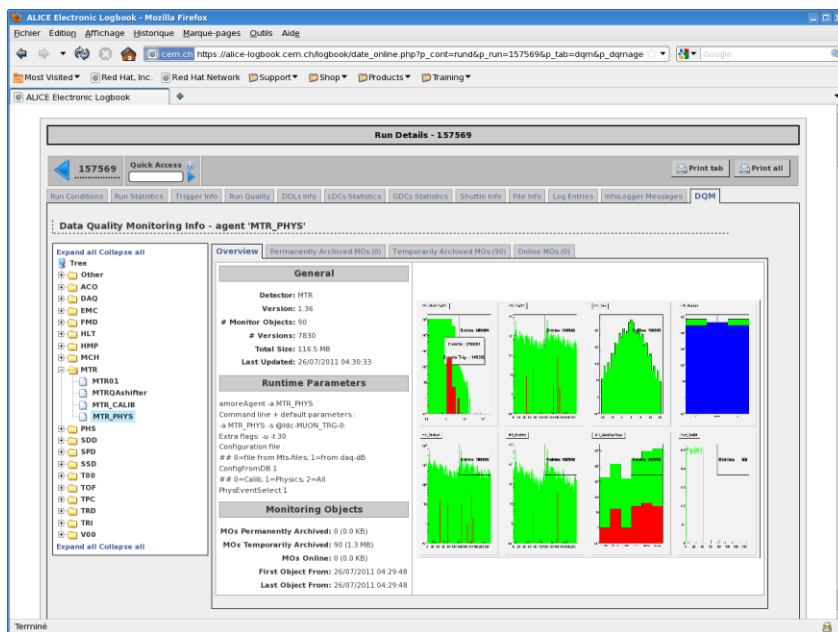 ALICE Electronic Logbook - Mozilla Firefox
Fichier Édition Affichage Historique Marque-pages Outils Aide
cern.ch https://alice-logbook.cern.ch/logbook/date_online.php?p_cont=rund&p_run=157569&p_tab=dqm&p_dqmage
Google
Most Visited Red Hat, Inc. Red Hat Network Support Shop Products Training
ALICE Electronic Logbook
Run Details - 157569
157569 Quick Access Print tab Print all
Run Conditions Run Statistics Trigger Info Run Quality DDLs Info LDCs Statistics GDCs Statistics Shuttle Info File Info Log Entries InfoLogger Messages DQM
Data Quality Monitoring Info - agent 'MTR_PHYS'
Expand all Collapse all
Tree
Other
ACO
DAQ
EMC
FMD
HLT
HMP
MCH
MTR
MTR01
MTRQAshifter
MTR_CALIB
MTR_PHYS
PHS
SDD
SPD
SSD
T00
TOF
TPC
TRD
TRI
V00
Expand all Collapse all
Overview Permanently Archived MOs (0) Temporarily Archived MOs (90) Online MOs (0)
General
Detector: MTR
Version: 1.36
# Monitor Objects: 90
# Versions: 7830
Total Size: 116.5 MB
Last Updated: 26/07/2011 04:30:33
Runtime Parameters
amoreAgent -a MTR_PHYS
Command line + default parameters :
-a MTR_PHYS -s @ldc-MUON_TRG-0:
Extra flags: -u -t 30
Configuration file :
## 0=file from Mts-files; 1=from daq-dB
ConfigFromDB 1
## 0=Calib; 1=Physics; 2=All
PhysEventSelect 1
Monitoring Objects
MOs Permanently Archived: 0 (0.0 KB)
MOs Temporarily Archived: 90 (1.3 MB)
MOs Online: 0 (0.0 KB)
First Object From: 26/07/2011 04:29:48
Last Object From: 26/07/2011 04:29:48
Entries
Terminé